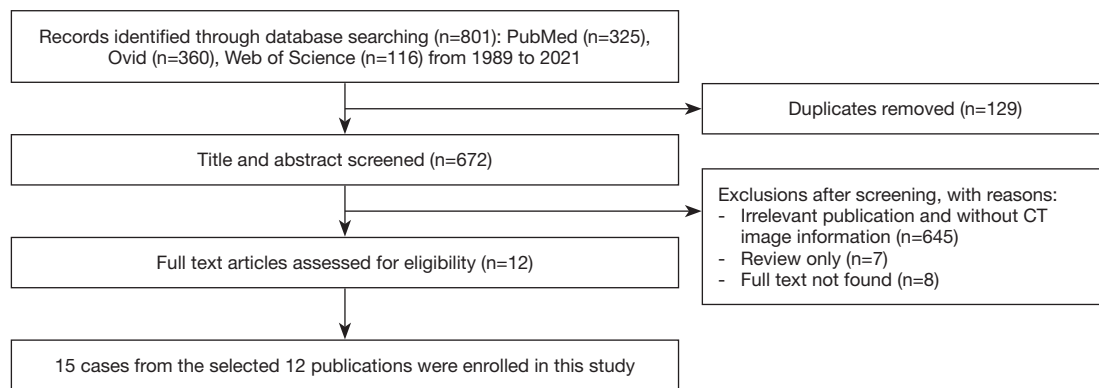 Records identified through database searching (n=801): PubMed (n=325),
Ovid (n=360), Web of Science (n=116) from 1989 to 2021
Duplicates removed (n=129)
Title and abstract screened (n=672)
Exclusions after screening, with reasons:
- Irrelevant publication and without CT
image information (n=645)
- Review only (n=7)
- Full text not found (n=8)
Full text articles assessed for eligibility (n=12)
15 cases from the selected 12 publications were enrolled in this study